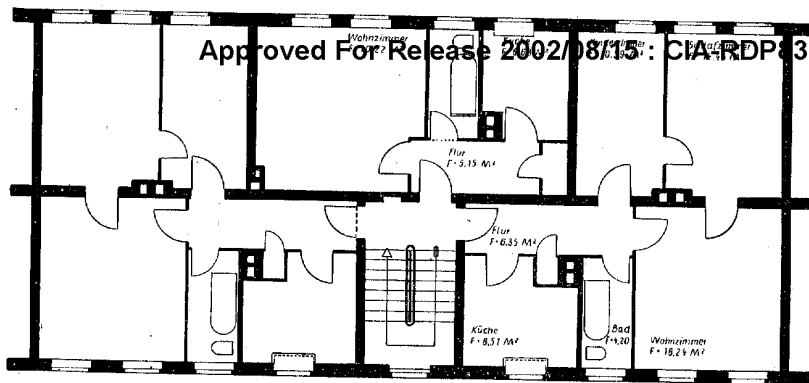 Approved For Release 2002/08/15 : CIA-RDP83
Wohnzimmer
Flur
F= 5,15 M²
Flur
F= 6,35 M²
Küche
F= 8,51 M²
Bad
F=4,20
Wohnzimmer
F= 18,24 M²